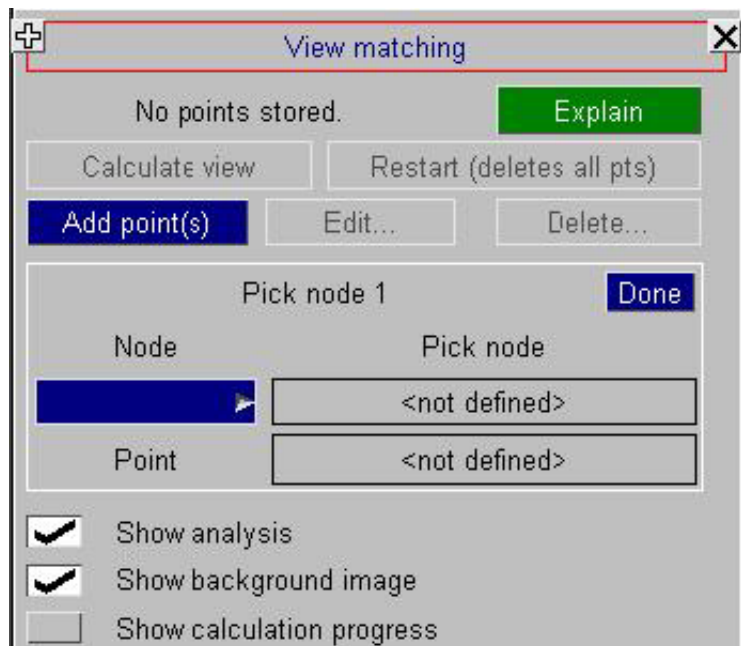 View matching
No points stored.
Explain
Calculate view
Restart (deletes all pts)
Add point(s)
Edit...
Delete...
Pick node 1
Done
Node
Pick node
<not defined>
Point
<not defined>
Show analysis
Show background image
Show calculation progress